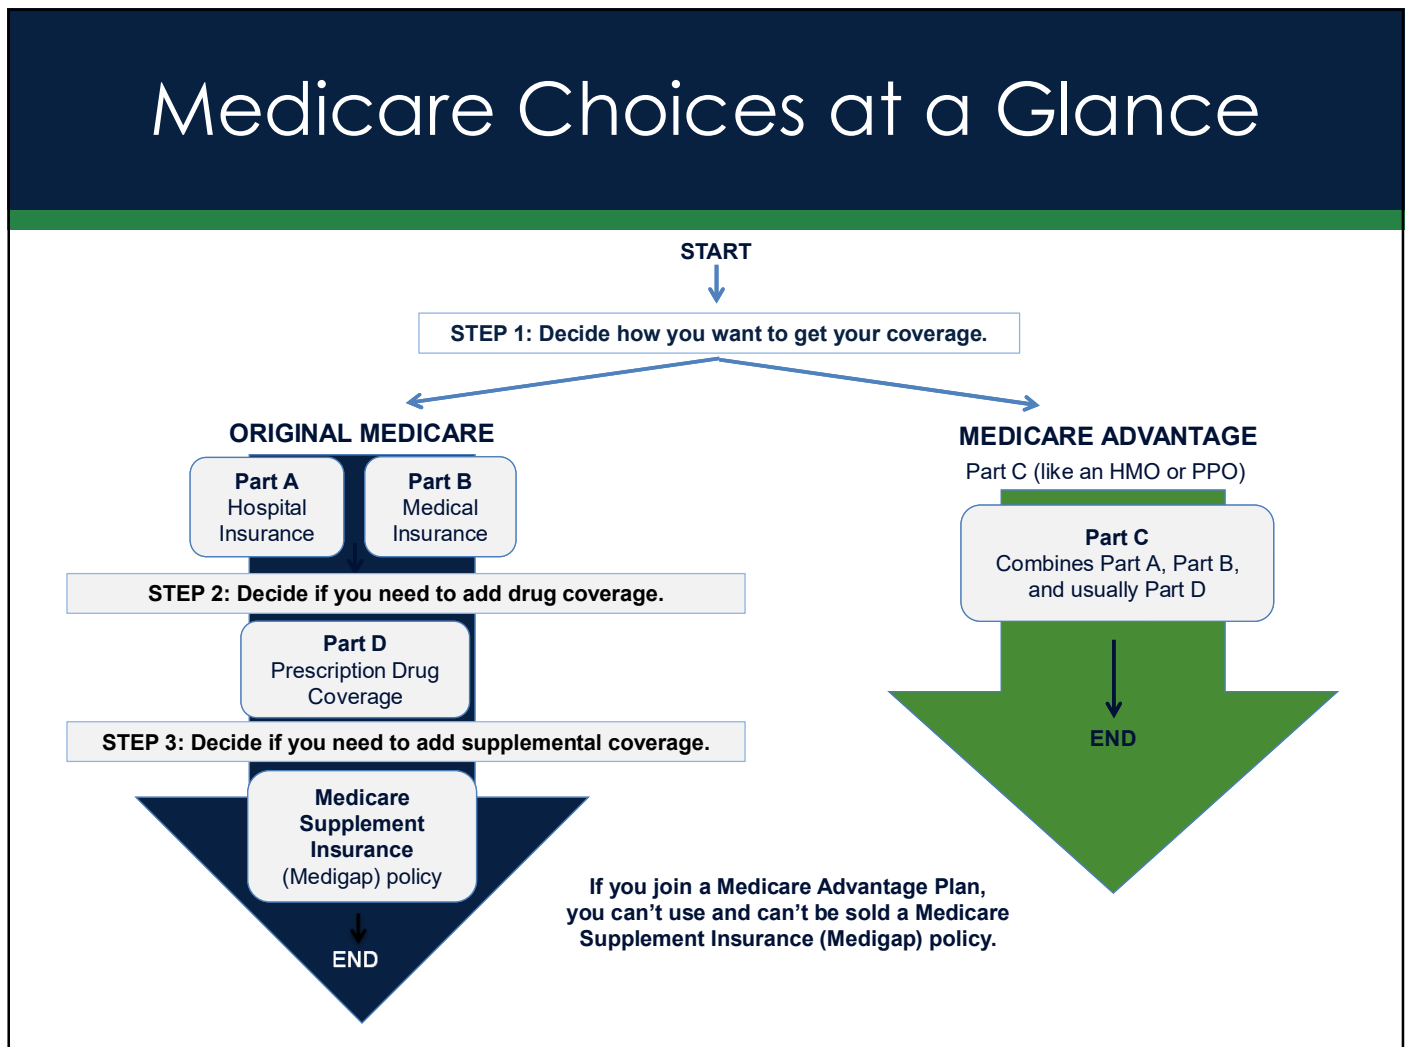 Medicare Choices at a Glance
START
STEP 1: Decide how you want to get your coverage.
ORIGINAL MEDICARE
Part A
Hospital
Insurance
Part B
Medical
Insurance
STEP 2: Decide if you need to add drug coverage.
Part D
Prescription Drug
Coverage
STEP 3: Decide if you need to add supplemental coverage.
Medicare
Supplement
Insurance
(Medigap) policy
END
MEDICARE ADVANTAGE
Part C (like an HMO or PPO)
Part C
Combines Part A, Part B,
and usually Part D
END
If you join a Medicare Advantage Plan,
you can’t use and can’t be sold a Medicare
Supplement Insurance (Medigap) policy.